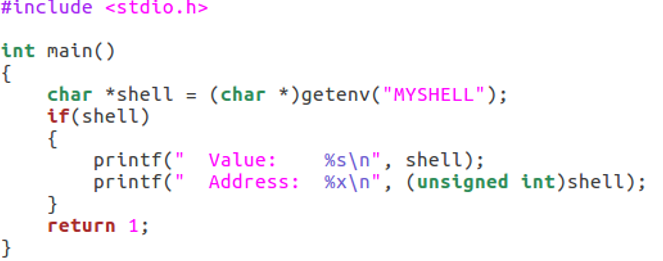 #include <stdio.h>
int main()
{
    char *shell = (char *)getenv("MYSHELL");
    if(shell)
    {
        printf("  Value:    %s\n", shell);
        printf("  Address:  %x\n", (unsigned int)shell);
    }
    return 1;
}